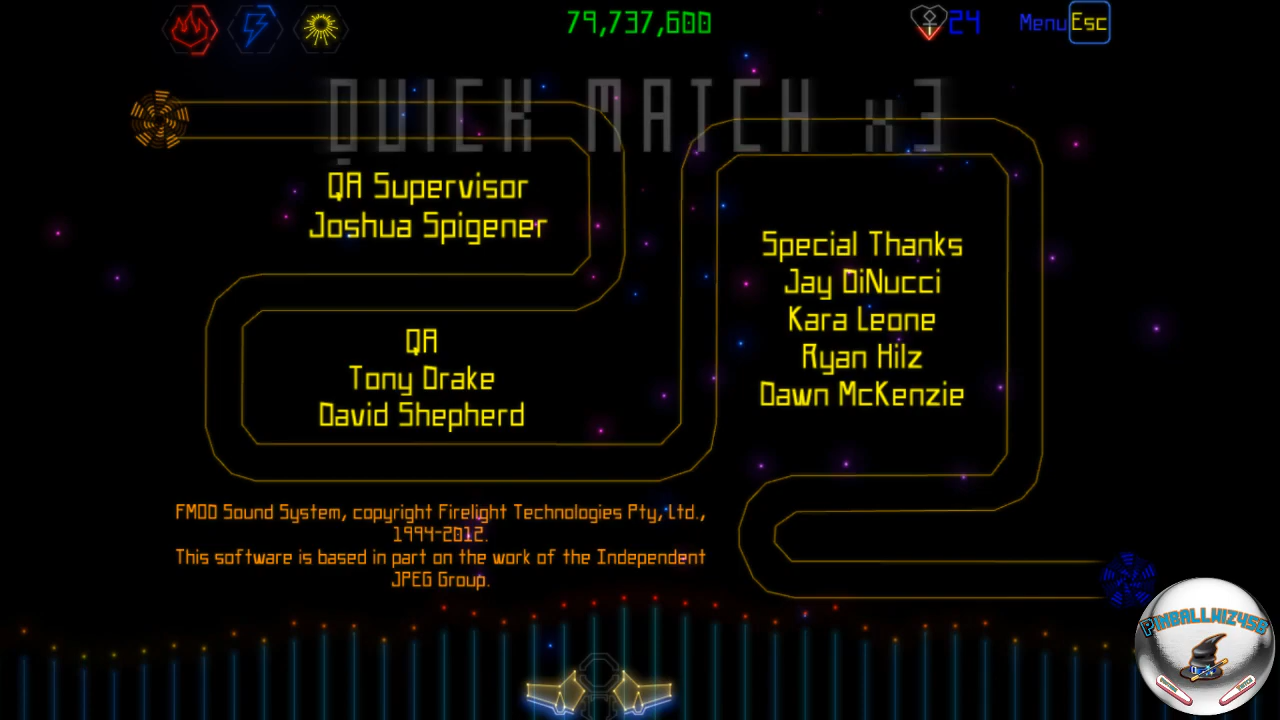 79,737,600
24
Menu Esc
QUICK MATCH x3
QA Supervisor
Joshua Spigener
Special Thanks
Jay DiNucci
Kara Leone
Ryan Hilz
Dawn McKenzie
QA
Tony Drake
David Shepherd
FMOD Sound System, copyright Firelight Technologies Pty, Ltd.,
1994-2012.
This software is based in part on the work of the Independent
JPEG Group.
PINBALLWIZ45B